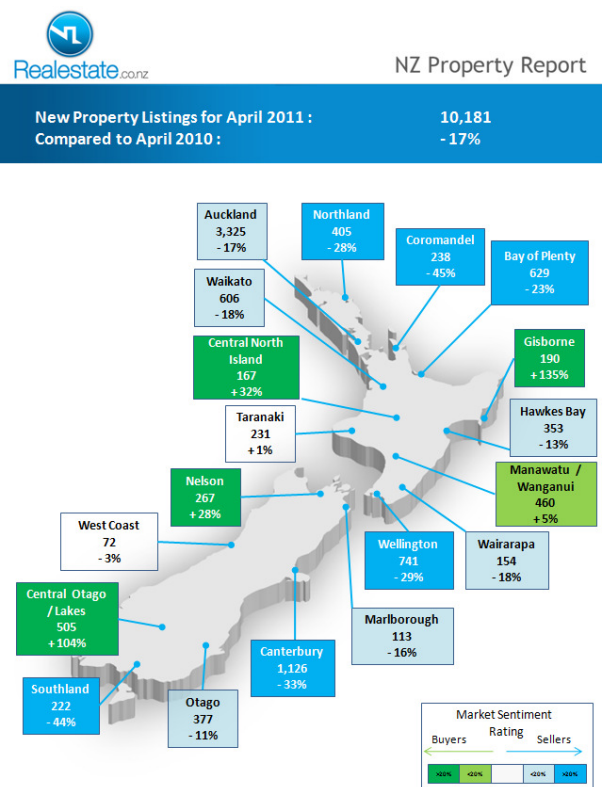 Realestate.co.nz
NZ Property Report
New Property Listings for April 2011 : 10,181
Compared to April 2010 : - 17%
Auckland
3,325
- 17%
Northland
405
- 28%
Coromandel
238
- 45%
Bay of Plenty
629
- 23%
Waikato
606
- 18%
Central North
Island
167
+ 32%
Gisborne
190
+ 135%
Taranaki
231
+ 1%
Hawkes Bay
353
- 13%
Manawatu /
Wanganui
460
+ 5%
Nelson
267
+ 28%
West Coast
72
- 3%
Wellington
741
- 29%
Wairarapa
154
- 18%
Central Otago
/ Lakes
505
+ 104%
Marlborough
113
- 16%
Canterbury
1,126
- 33%
Southland
222
- 44%
Otago
377
- 11%
Market Sentiment
Rating
Buyers Sellers
>20% <20% <20% >20%